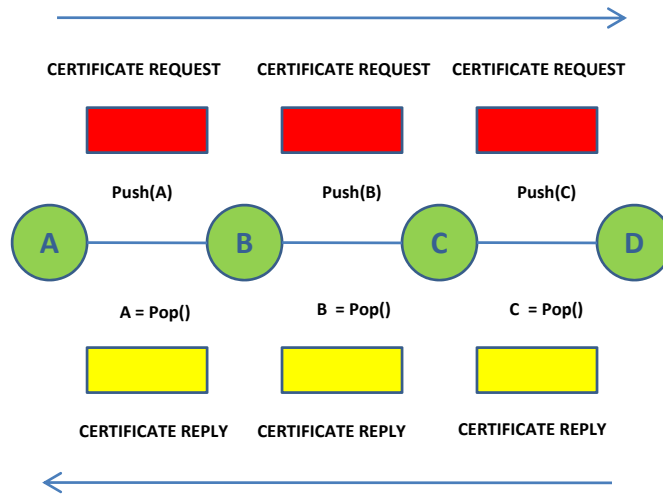 CERTIFICATE REQUEST CERTIFICATE REQUEST CERTIFICATE REQUEST
Push(A) Push(B) Push(C)
A B C D
A = Pop() B = Pop() C = Pop()
CERTIFICATE REPLY CERTIFICATE REPLY CERTIFICATE REPLY